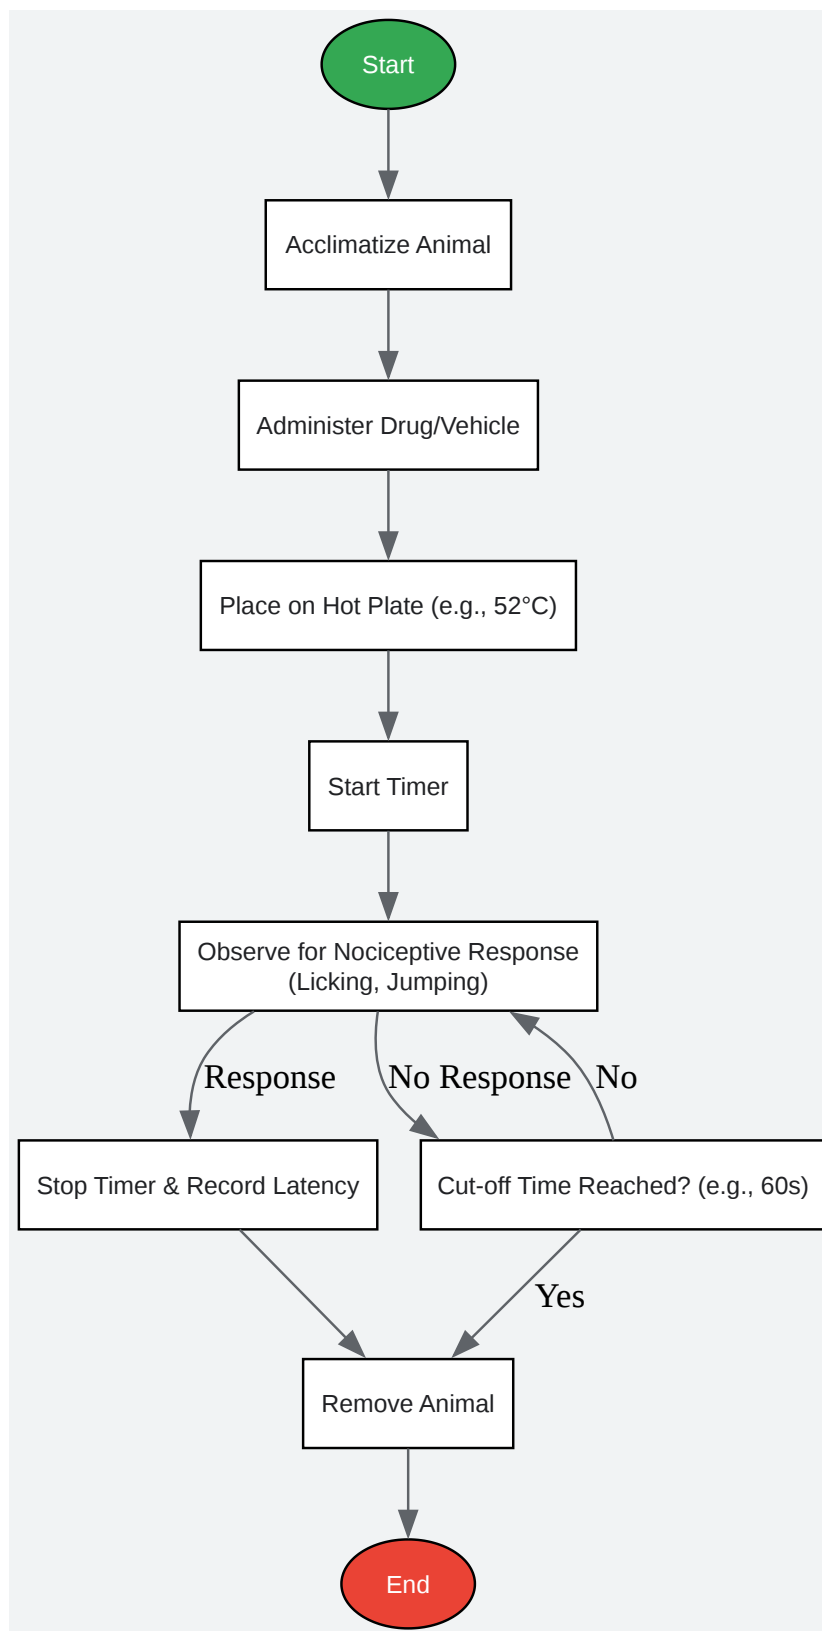 Start
Acclimatize Animal
Administer Drug/Vehicle
Place on Hot Plate (e.g., 52°C)
Start Timer
Observe for Nociceptive Response
(Licking, Jumping)
Response
No Response
No
Stop Timer & Record Latency
Cut-off Time Reached? (e.g., 60s)
Yes
Remove Animal
End